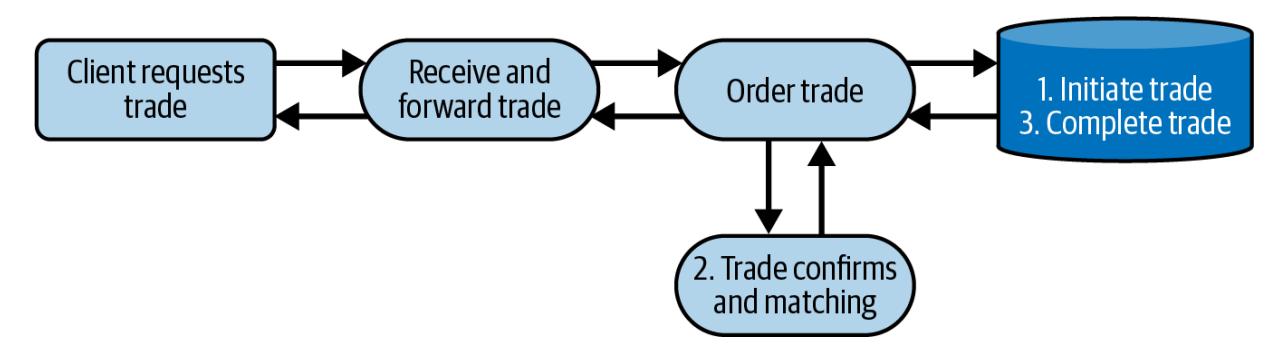 Client requests
trade
Receive and
forward trade
Order trade
1. Initiate trade
3. Complete trade
2. Trade confirms
and matching